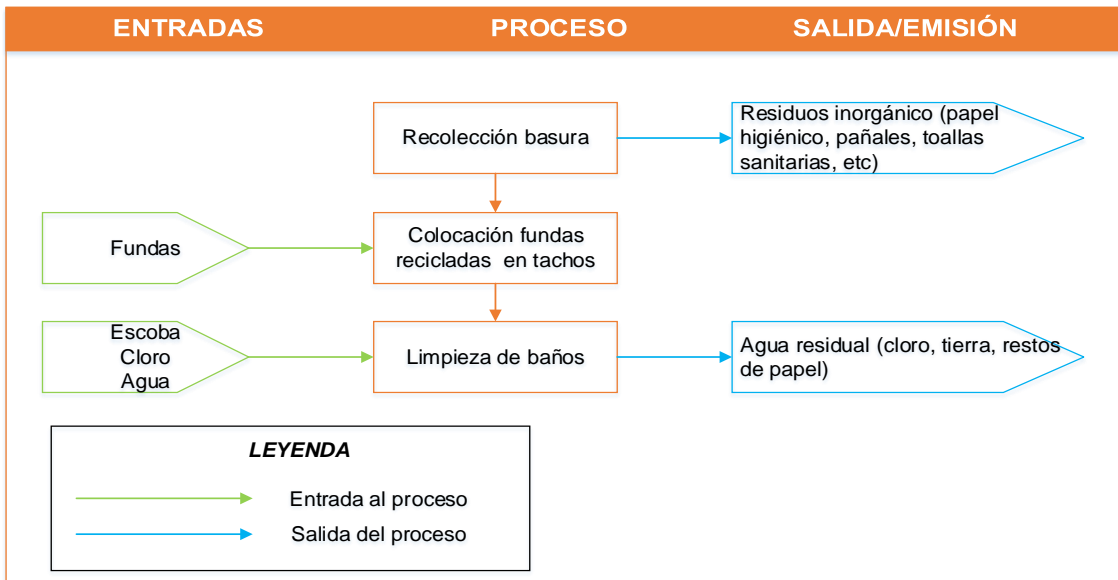 ENTRADAS PROCESO SALIDA/EMISIÓN
Recolección basura
Residuos inorgánico (papel
higiénico, pañales, toallas
sanitarias, etc)
Fundas
Colocación fundas
recicladas en tachos
Escoba
Cloro
Agua
Limpieza de baños
Agua residual (cloro, tierra, restos
de papel)
LEYENDA
Entrada al proceso
Salida del proceso